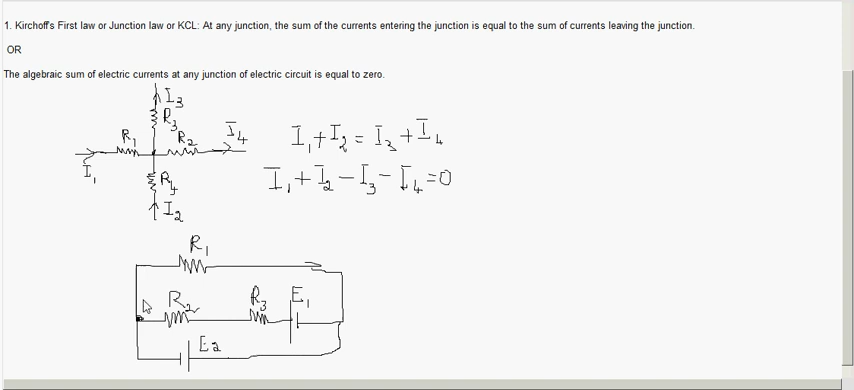 1. Kirchoff's First law or Junction law or KCL: At any junction, the sum of the currents entering the junction is equal to the sum of currents leaving the junction.
OR
The algebraic sum of electric currents at any junction of electric circuit is equal to zero.
I3
R3
R1 R2 I4
I1
R4
I2
I1+I2=I3+I4
I1+I2-I3-I4=0
R1
R2 R3 E1
E2